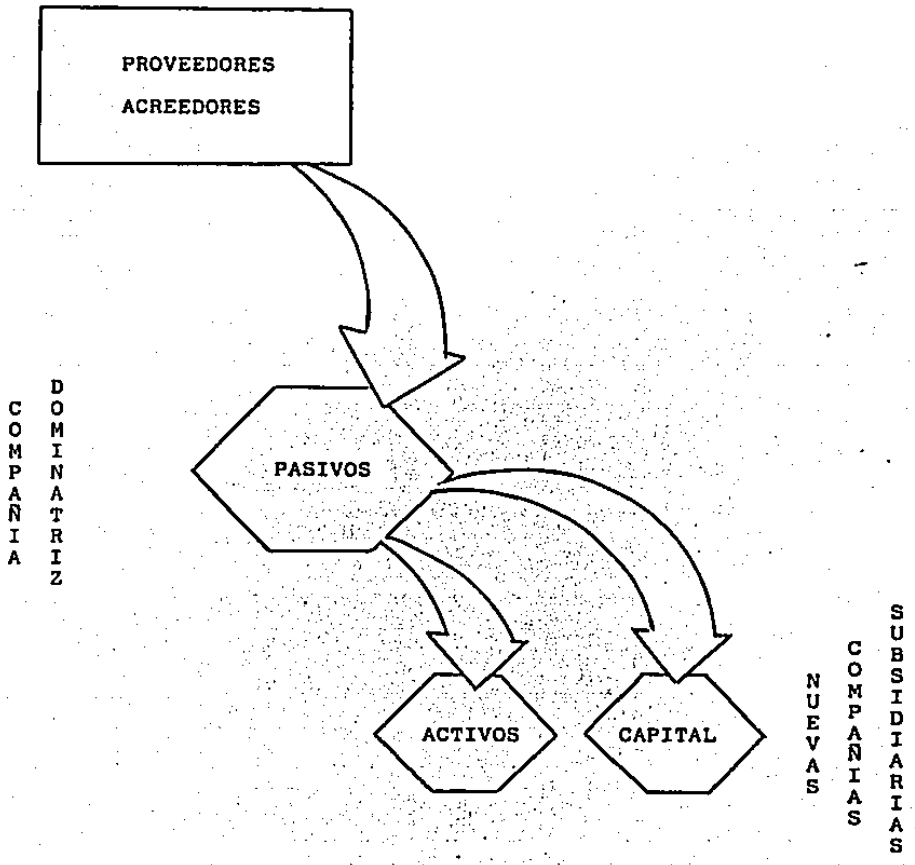 PROVEEDORES
ACREEDORES
COMPAÑIA
DOMINATRIZ
PASIVOS
ACTIVOS
CAPITAL
NUEVAS
COMPAÑIAS
SUBSIDIARIAS